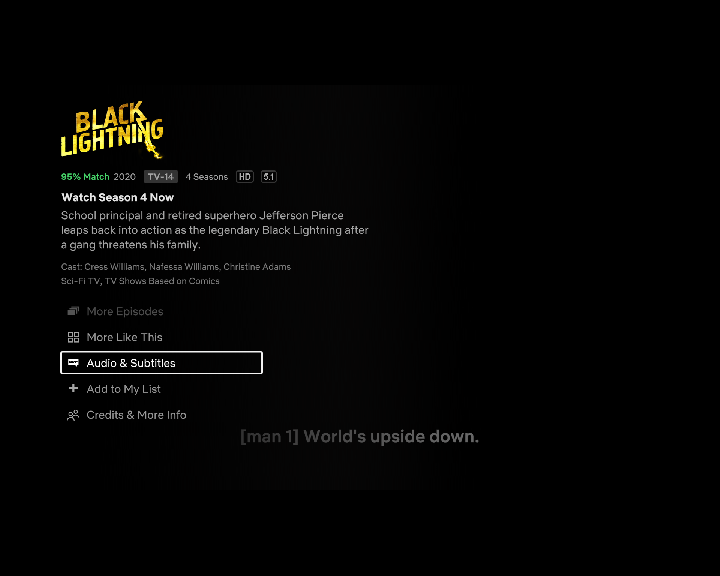 BLACK
LIGHTNING
95% Match 2020 TV-14 4 Seasons HD 5.1
Watch Season 4 Now
School principal and retired superhero Jefferson Pierce
leaps back into action as the legendary Black Lightning after
a gang threatens his family.
Cast: Cress Williams, Nafessa Williams, Christine Adams
Sci-Fi TV, TV Shows Based on Comics
More Episodes
More Like This
Audio & Subtitles
Add to My List
Credits & More Info
[man 1] World's upside down.